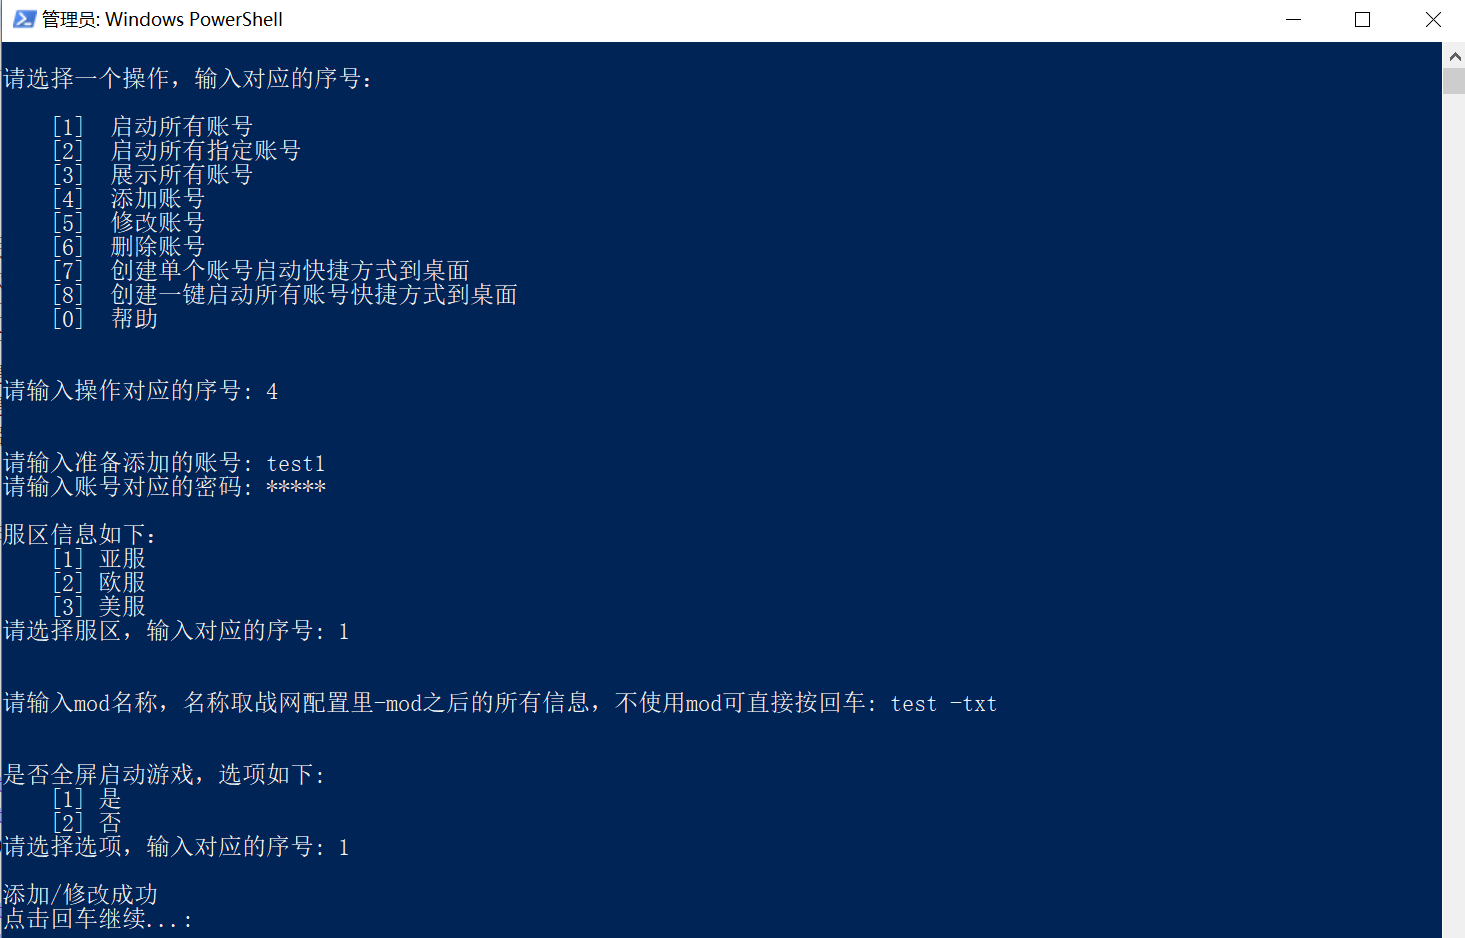 管理员: Windows PowerShell
请选择一个操作，输入对应的序号：
[1] 启动所有账号
[2] 启动所有指定账号
[3] 展示所有账号
[4] 添加账号
[5] 修改账号
[6] 删除账号
[7] 创建单个账号启动快捷方式到桌面
[8] 创建一键启动所有账号快捷方式到桌面
[0] 帮助
请输入操作对应的序号: 4
请输入准备添加的账号: test1
请输入账号对应的密码: *****
服区信息如下：
[1] 亚服
[2] 欧服
[3] 美服
请选择服区，输入对应的序号: 1
请输入mod名称，名称取战网配置里-mod之后的所有信息，不使用mod可直接按回车: test -txt
是否全屏启动游戏，选项如下:
[1] 是
[2] 否
请选择选项，输入对应的序号: 1
添加/修改成功
点击回车继续...: